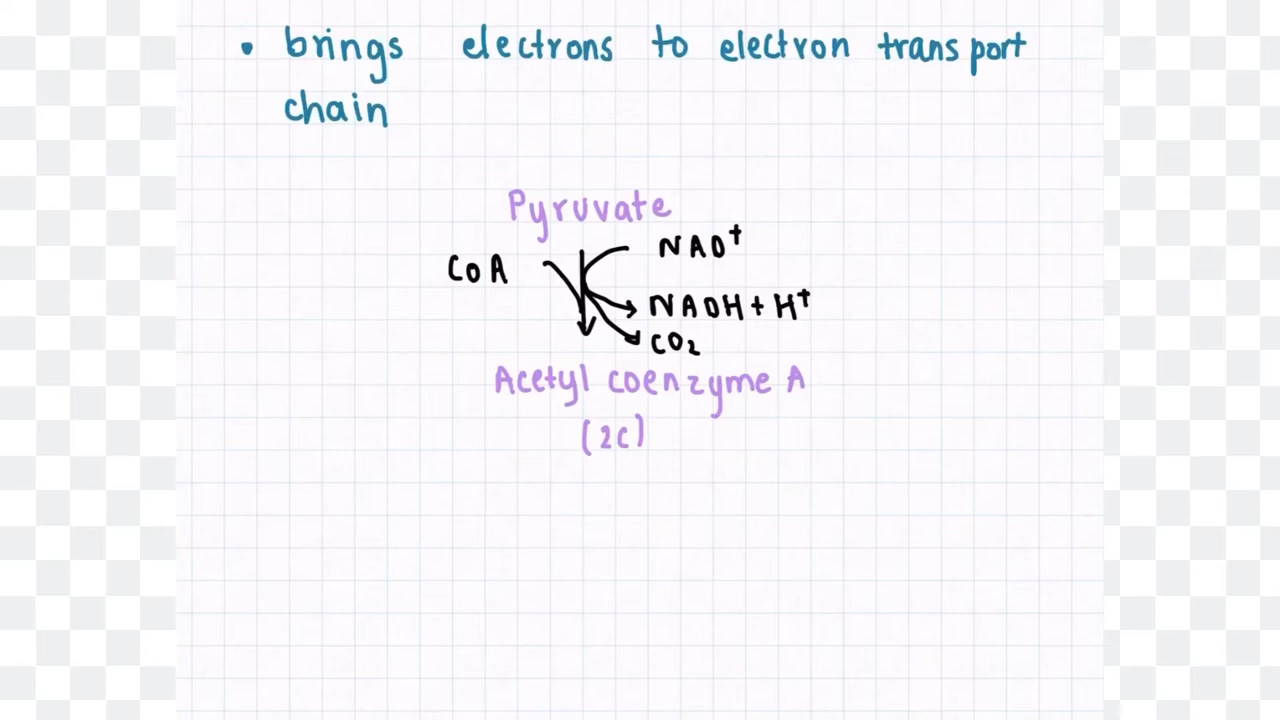 • brings electrons to electron transport
chain
Pyruvate
NAD⁺
CoA
NADH + H⁺
CO₂
Acetyl coenzyme A
(2C)